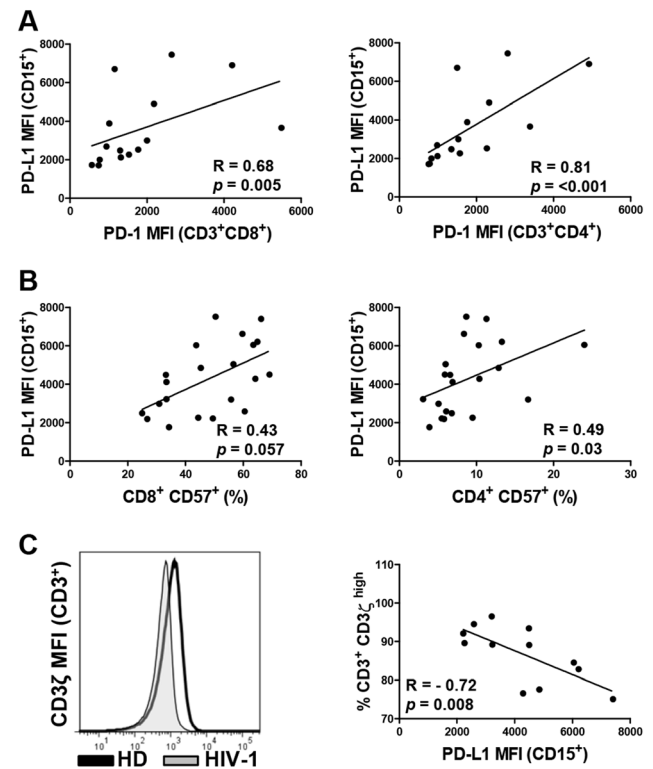 A
PD-L1 MFI (CD15⁺)
8000
6000
4000
2000
0
0 2000 4000 6000
R = 0.68
p = 0.005
PD-1 MFI (CD3⁺CD8⁺)
PD-L1 MFI (CD15⁺)
8000
6000
4000
2000
0
0 2000 4000 6000
R = 0.81
p = <0.001
PD-1 MFI (CD3⁺CD4⁺)
B
PD-L1 MFI (CD15⁺)
8000
6000
4000
2000
0
0 20 40 60 80
R = 0.43
p = 0.057
CD8⁺ CD57⁺ (%)
PD-L1 MFI (CD15⁺)
8000
6000
4000
2000
0
0 10 20 30
R = 0.49
p = 0.03
CD4⁺ CD57⁺ (%)
C
CD3ζ MFI (CD3⁺)
10¹ 10² 10³ 10⁴ 10⁵
HD HIV-1
% CD3⁺ CD3ζ high
110
100
90
80
70
0 2000 4000 6000 8000
R = - 0.72
p = 0.008
PD-L1 MFI (CD15⁺)